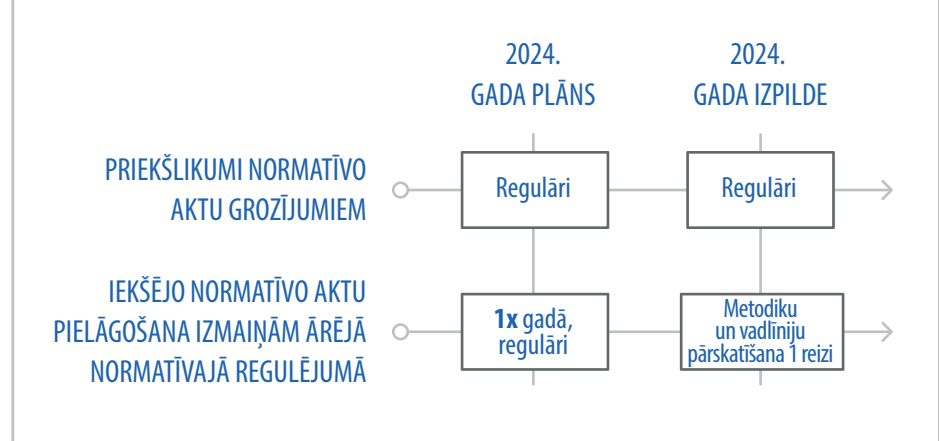 2024.
GADA PLĀNS
2024.
GADA IZPILDE
PRIEKŠLIKUMI NORMATĪVO
AKTU GROZĪJUMIEM
Regulāri
Regulāri
IEKŠĒJO NORMATĪVO AKTU
PIELĀGOŠANA IZMAIŅĀM ĀRĒJĀ
NORMATĪVAJĀ REGULĒJUMĀ
1x gadā,
regulāri
Metodiku
un vadlīniju
pārskatīšana 1 reizi